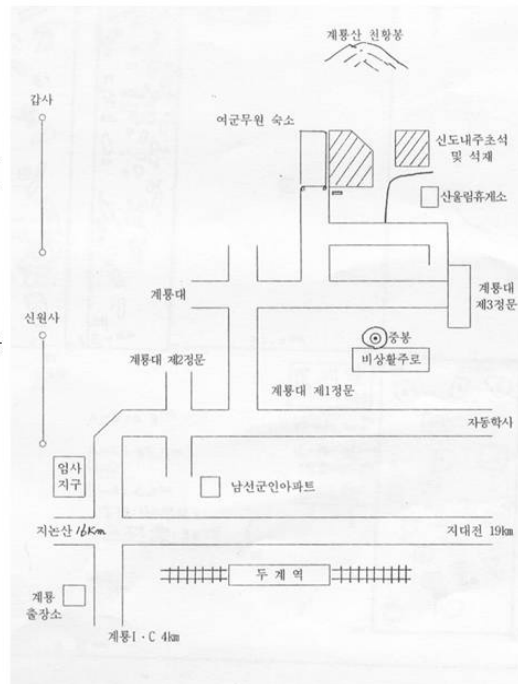 계룡산 천황봉
갑사
여군무원 숙소
신도내주초석
및 석재
산울림휴게소
계룡대
계룡대
제3정문
신원사
중봉
비상활주로
계룡대 제2정문
계룡대 제1정문
자동학사
엄사
지구
남선군인아파트
지논산 16Km
지대전 19km
두계역
계룡
출장소
계룡I·C 4km